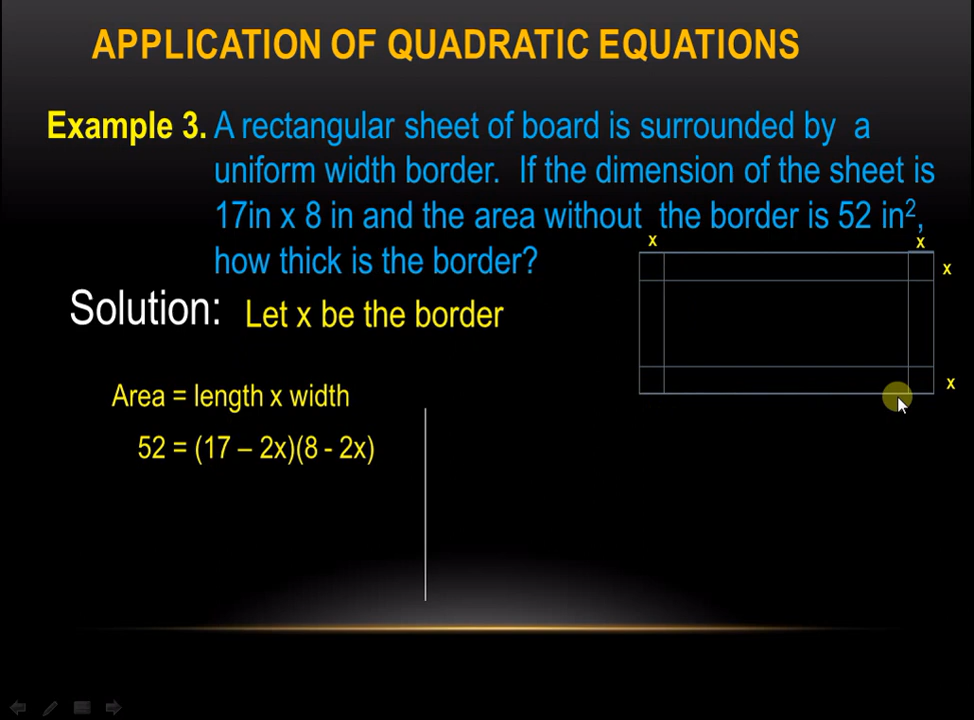 APPLICATION OF QUADRATIC EQUATIONS
Example 3. A rectangular sheet of board is surrounded by a
uniform width border. If the dimension of the sheet is
17in x 8 in and the area without the border is 52 in²,
how thick is the border?
x
x
x
x
Solution: Let x be the border
Area = length x width
52 = (17 – 2x)(8 - 2x)